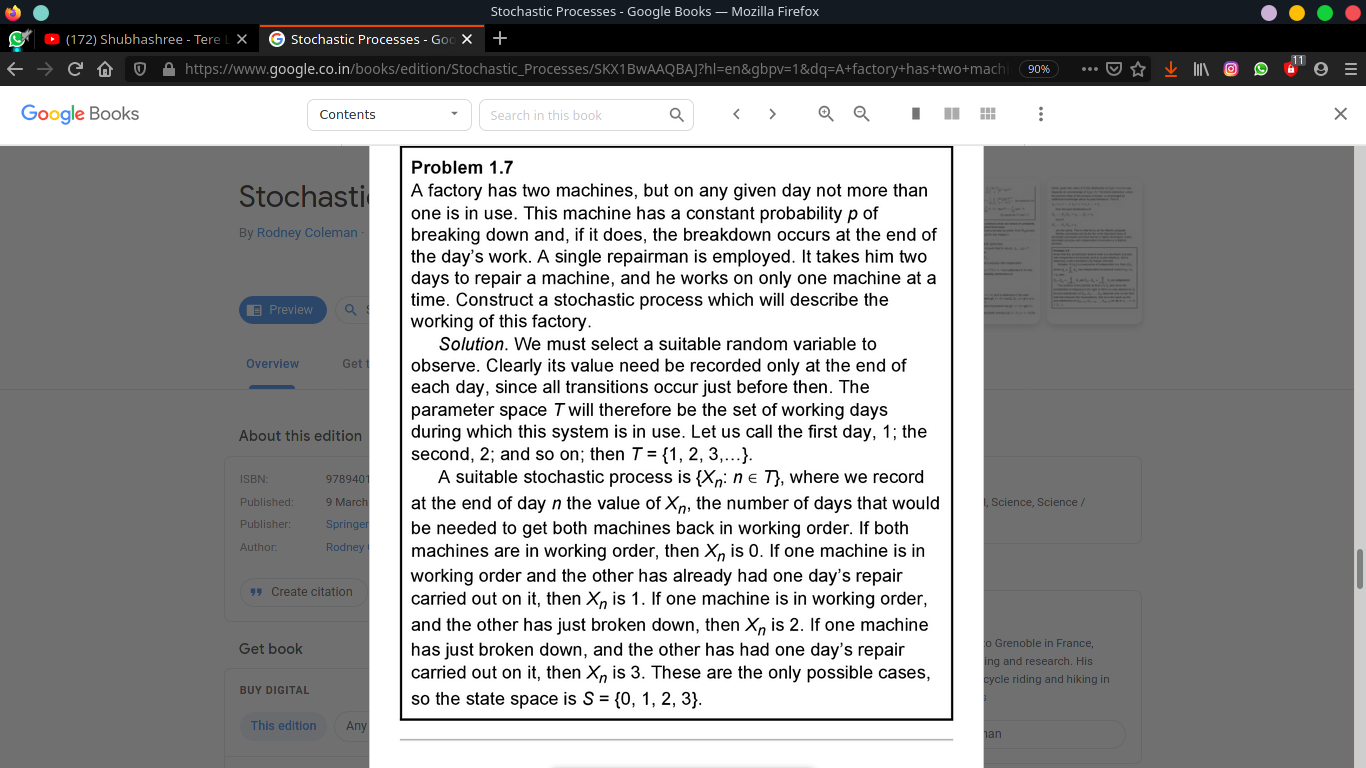 Stochastic Processes - Google Books — Mozilla Firefox
(172) Shubhashree - Tere
Stochastic Processes - Goo
https://www.google.co.in/books/edition/Stochastic_Processes/SKX1BwAAQBAJ?hl=en&gbpv=1&dq=A+factory+has+two+mach
90%
11
Google Books
Contents
Search in this book
Stochastic
By Rodney Coleman ·
Preview
Overview
Get
About this edition
ISBN:
978940
Published:
9 March
Publisher:
Springer
Author:
Rodney
Create citation
Get book
BUY DIGITAL
This edition
Any
Problem 1.7
A factory has two machines, but on any given day not more than
one is in use. This machine has a constant probability p of
breaking down and, if it does, the breakdown occurs at the end of
the day's work. A single repairman is employed. It takes him two
days to repair a machine, and he works on only one machine at a
time. Construct a stochastic process which will describe the
working of this factory.
Solution. We must select a suitable random variable to
observe. Clearly its value need be recorded only at the end of
each day, since all transitions occur just before then. The
parameter space T will therefore be the set of working days
during which this system is in use. Let us call the first day, 1; the
second, 2; and so on; then T = {1, 2, 3,...}.
A suitable stochastic process is {Xn: n ∈ T}, where we record
at the end of day n the value of Xn, the number of days that would
be needed to get both machines back in working order. If both
machines are in working order, then Xn is 0. If one machine is in
working order and the other has already had one day's repair
carried out on it, then Xn is 1. If one machine is in working order,
and the other has just broken down, then Xn is 2. If one machine
has just broken down, and the other has had one day's repair
carried out on it, then Xn is 3. These are the only possible cases,
so the state space is S = {0, 1, 2, 3}.
, Science, Science /
to Grenoble in France,
ing and research. His
cycle riding and hiking in